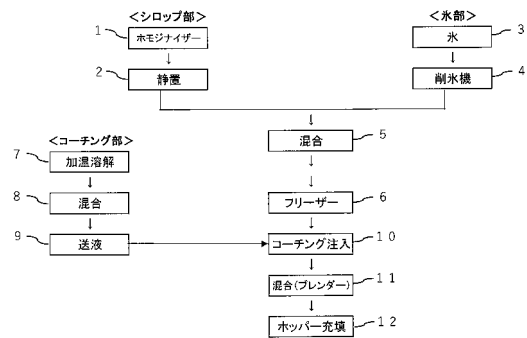 ＜シロップ部＞
＜氷部＞
1 ホモジナイザー
氷 3
↓
↓
2 静置
削氷機 4
↓
混合 5
＜コーチング部＞
7 加温溶解
↓
↓
↓
8 混合
フリーザー 6
↓
↓
9 送液
コーチング注入 10
↓
混合(ブレンダー) 11
↓
ホッパー充填 12